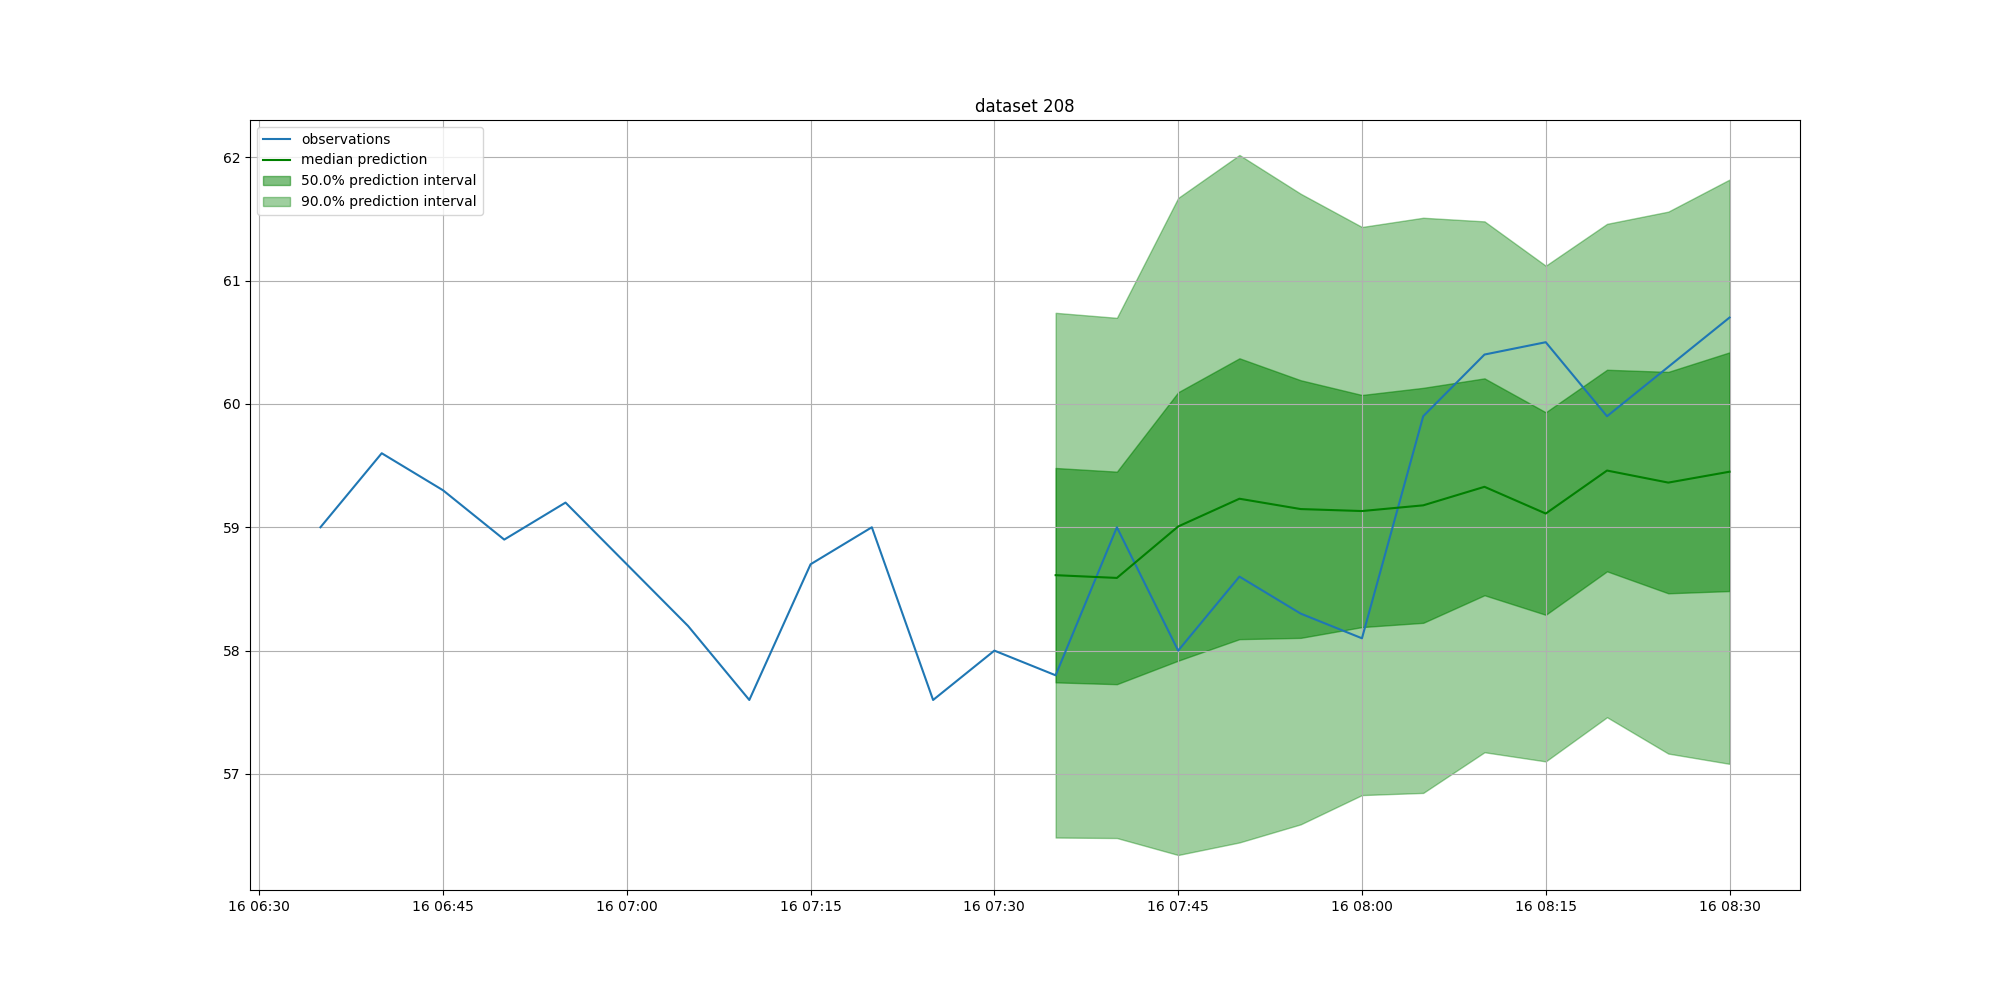 dataset 208
observations
median prediction
50.0% prediction interval
90.0% prediction interval
62
61
60
59
58
57
16 06:30 16 06:45 16 07:00 16 07:15 16 07:30 16 07:45 16 08:00 16 08:15 16 08:30